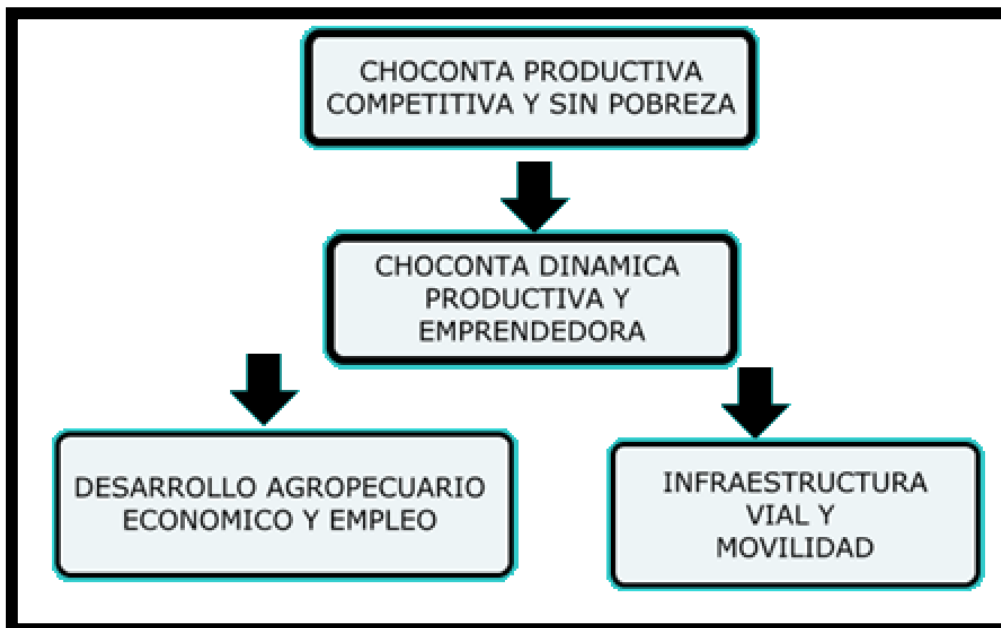 CHOCONTA PRODUCTIVA
COMPETITIVA Y SIN POBREZA
CHOCONTA DINAMICA
PRODUCTIVA Y
EMPRENDEDORA
DESARROLLO AGROPECUARIO
ECONOMICO Y EMPLEO
INFRAESTRUCTURA
VIAL Y
MOVILIDAD